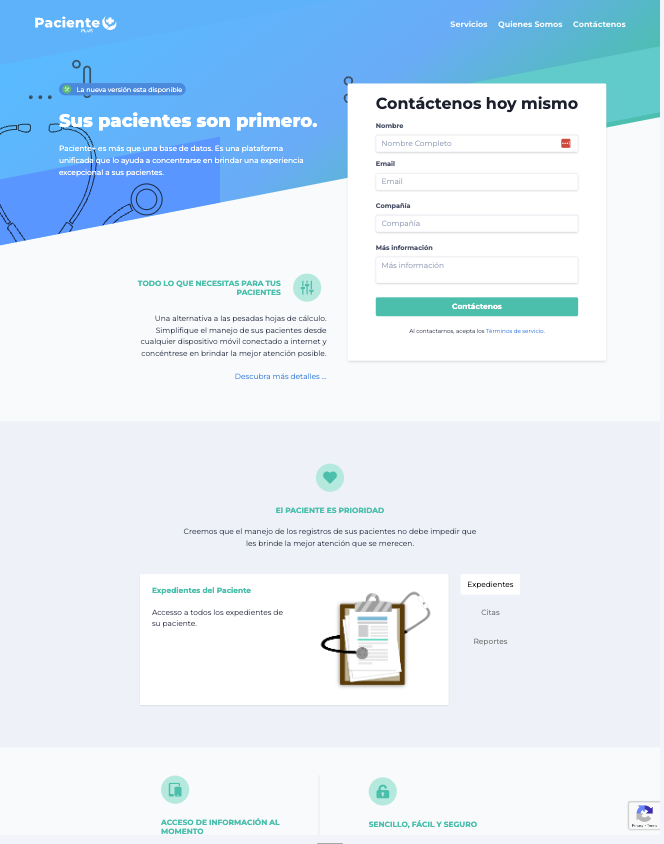 Paciente
PLUS
Servicios Quienes Somos Contáctenos
La nueva versión esta disponible
Sus pacientes son primero.
Paciente+ es más que una base de datos. Es una plataforma
unificada que lo ayuda a concentrarse en brindar una experiencia
excepcional a sus pacientes.
Contáctenos hoy mismo
Nombre
Nombre Completo
Email
Email
Compañía
Compañía
Más información
Más información
Contáctenos
Al contactarnos, acepta los Términos de servicio.
TODO LO QUE NECESITAS PARA TUS
PACIENTES
Una alternativa a las pesadas hojas de cálculo.
Simplifique el manejo de sus pacientes desde
cualquier dispositivo móvil conectado a internet y
concéntrese en brindar la mejor atención posible.
Descubra más detalles ...
El PACIENTE ES PRIORIDAD
Creemos que el manejo de los registros de sus pacientes no debe impedir que
les brinde la mejor atención que se merecen.
Expedientes del Paciente
Accesso a todos los expedientes de
su paciente.
Expedientes
Citas
Reportes
ACCESO DE INFORMACIÓN AL
MOMENTO
SENCILLO, FÁCIL Y SEGURO